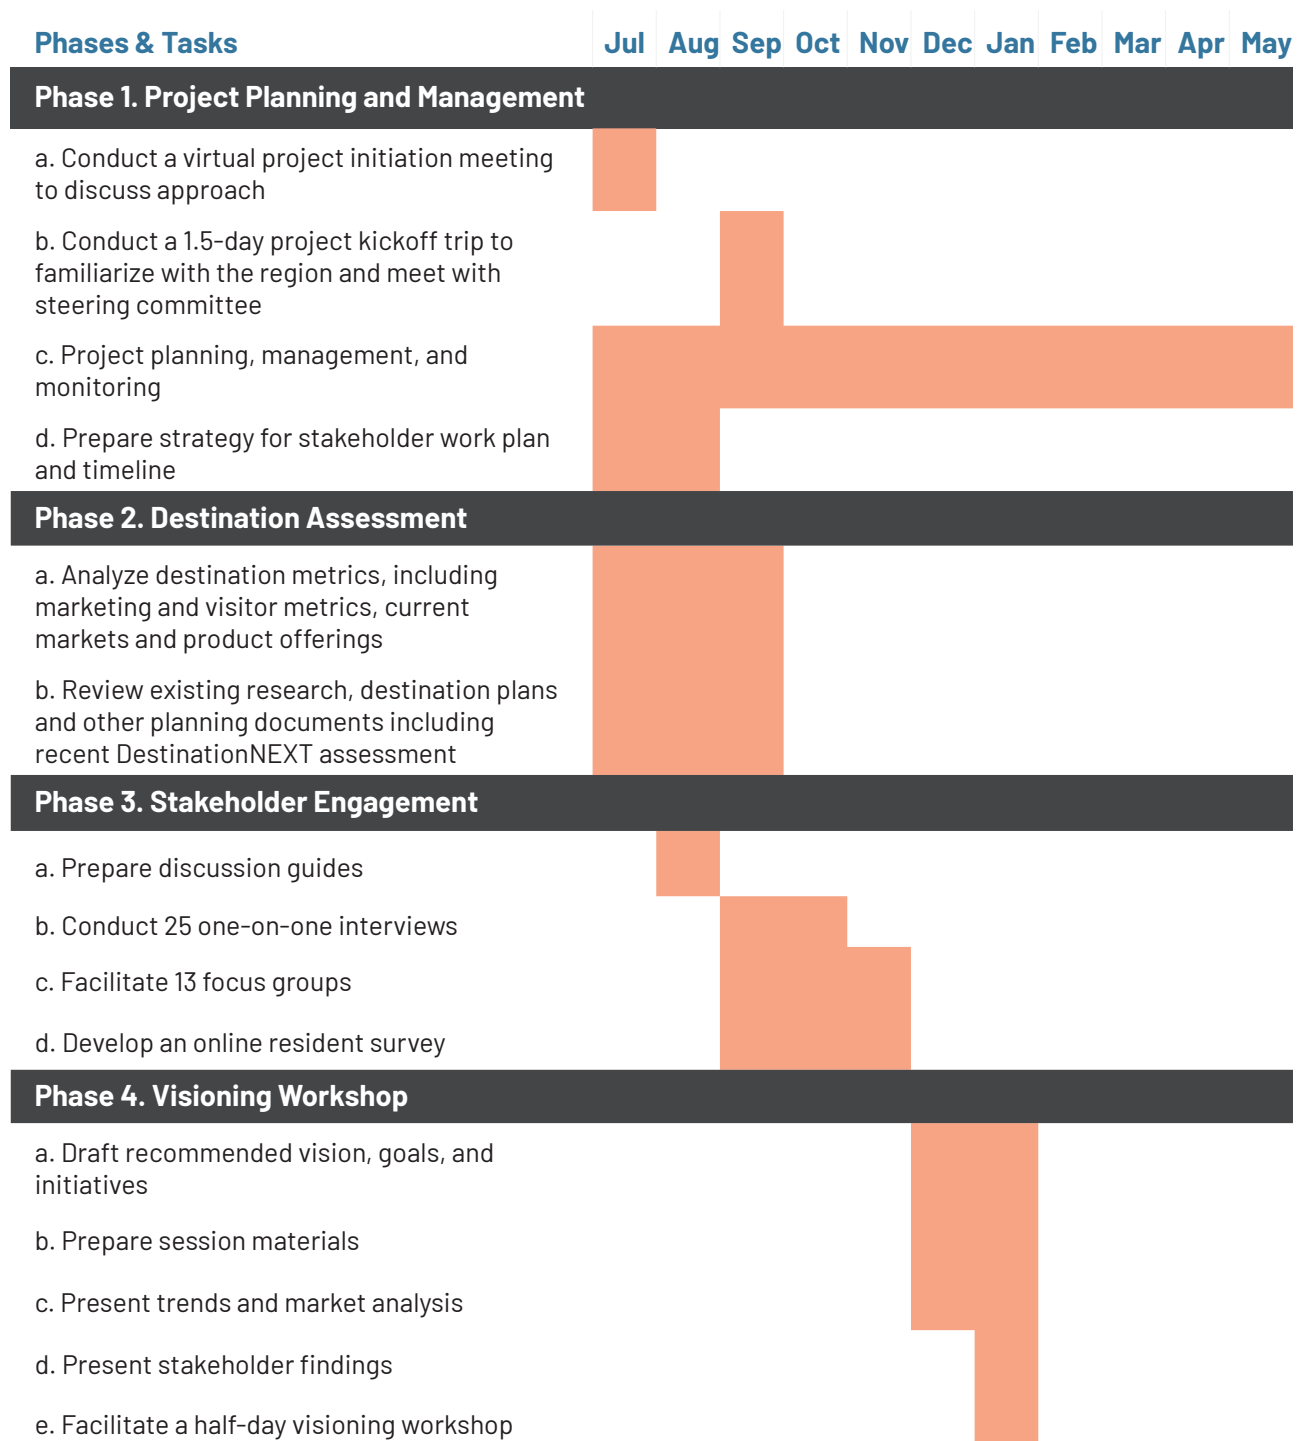 Phases & Tasks Jul Aug Sep Oct Nov Dec Jan Feb Mar Apr May
Phase 1. Project Planning and Management
a. Conduct a virtual project initiation meeting
to discuss approach
b. Conduct a 1.5-day project kickoff trip to
familiarize with the region and meet with
steering committee
c. Project planning, management, and
monitoring
d. Prepare strategy for stakeholder work plan
and timeline
Phase 2. Destination Assessment
a. Analyze destination metrics, including
marketing and visitor metrics, current
markets and product offerings
b. Review existing research, destination plans
and other planning documents including
recent DestinationNEXT assessment
Phase 3. Stakeholder Engagement
a. Prepare discussion guides
b. Conduct 25 one-on-one interviews
c. Facilitate 13 focus groups
d. Develop an online resident survey
Phase 4. Visioning Workshop
a. Draft recommended vision, goals, and
initiatives
b. Prepare session materials
c. Present trends and market analysis
d. Present stakeholder findings
e. Facilitate a half-day visioning workshop